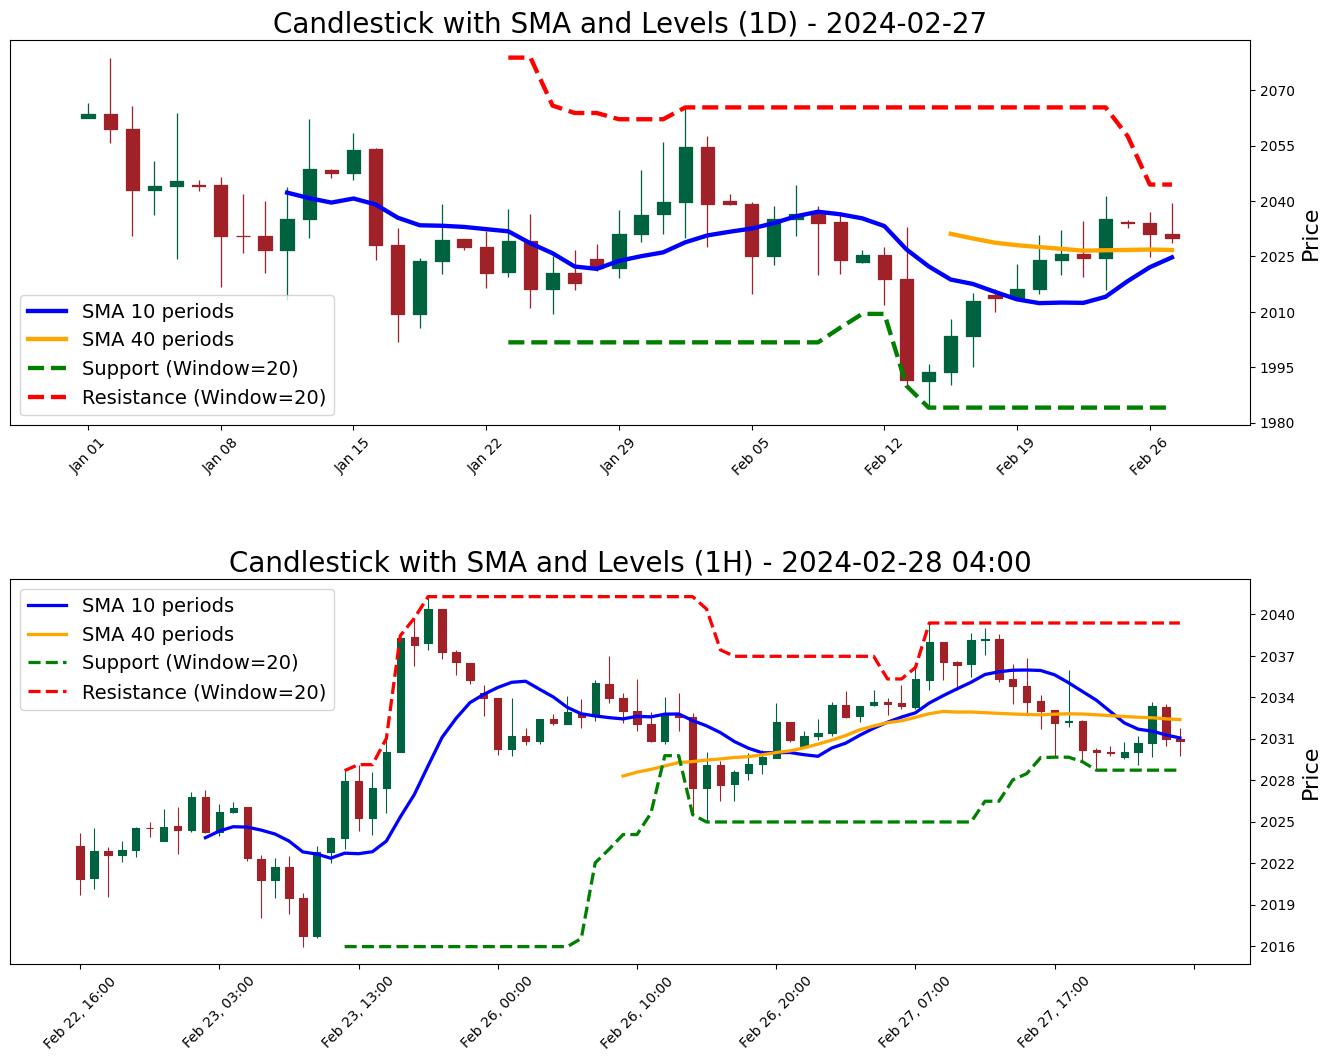 Candlestick with SMA and Levels (1D) - 2024-02-27
2070
2055
2040
2025
2010
1995
1980
Price
SMA 10 periods
SMA 40 periods
Support (Window=20)
Resistance (Window=20)
Jan 01
Jan 08
Jan 15
Jan 22
Jan 29
Feb 05
Feb 12
Feb 19
Feb 26
Candlestick with SMA and Levels (1H) - 2024-02-28 04:00
SMA 10 periods
SMA 40 periods
Support (Window=20)
Resistance (Window=20)
2040
2037
2034
2031
2028
2025
2022
2019
2016
Price
Feb 22, 16:00
Feb 23, 03:00
Feb 23, 13:00
Feb 26, 00:00
Feb 26, 10:00
Feb 26, 20:00
Feb 27, 07:00
Feb 27, 17:00